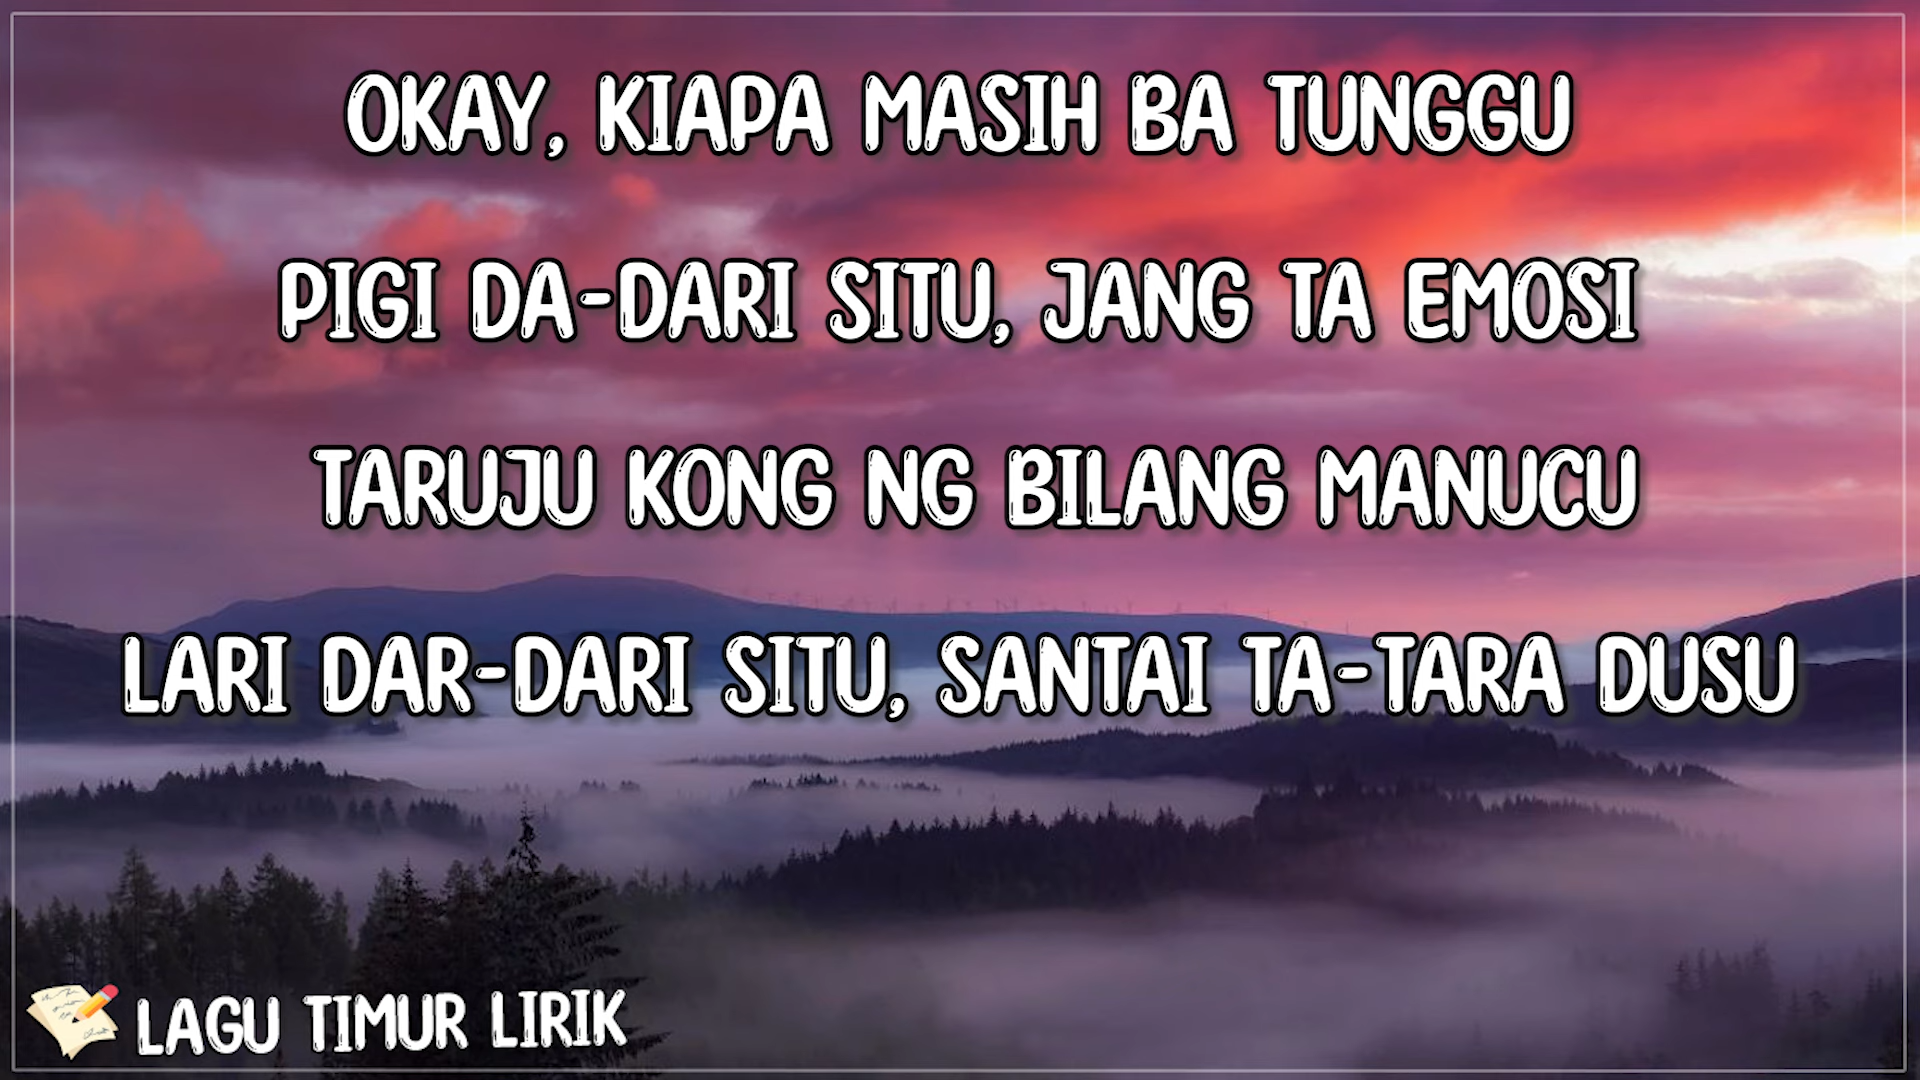 OKAY, KIAPA MASIH BA TUNGGU
PIGI DA-DARI SITU, JANG TA EMOSI
TARUJU KONG NG BILANG MANUCU
LARI DAR-DARI SITU, SANTAI TA-TARA DUSU
LAGU TIMUR LIRIK